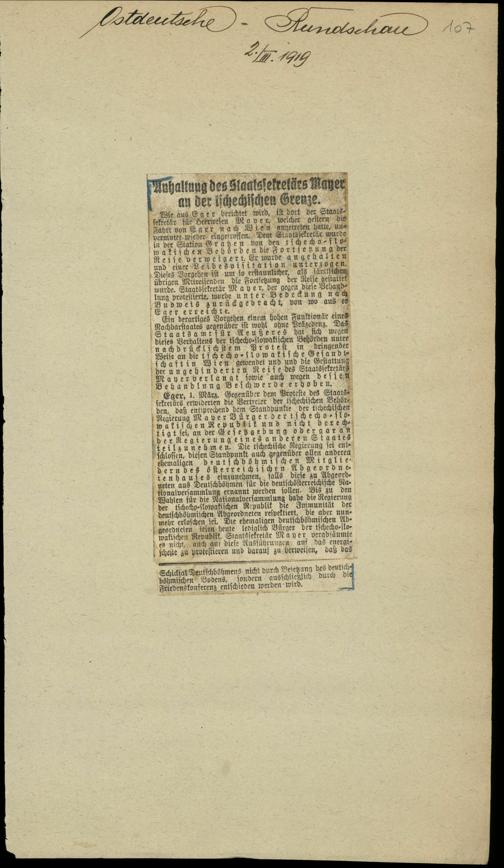 Ostdeutsche - Rundschau
107
2./III. 1919
Anhaltung des Staatssekretärs Mayer
an der tschechischen Grenze.
Wie aus Eger berichtet wird, ist dort der Staats-
sekretär für Heerwesen Mayer, welcher gestern die
Fahrt von Eger nach Wien angetreten hatte, un-
vermutet wieder eingetroffen. Dem Staatssekretär wurde
in der Station Gratzen von den tschecho-slo-
wakischen Behörden die Fortsetzung der
Reise verweigert. Er wurde angehalten
und einer Leibesvisitation unterzogen.
Dieses Vorgehen ist um so erstaunlicher, als sämtlichen
übrigen Mitreisenden die Fortsetzung der Reise gestattet
wurde. Staatssekretär Mayer, der gegen diese Behand-
lung protestierte, wurde unter Bedeckung nach
Budweis zurückgebracht, von wo aus er
Eger erreichte.
Ein derartiges Vorgehen einem hohen Funktionär eines
Nachbarstaates gegenüber ist wohl ohne Präzedenz. Das
Staatsamt für Aeußeres hat sich wegen
dieses Verhaltens der tschecho-slowakischen Behörden unter
nachdrücklichstem Protest in dringender
Weise an die tschecho-slowakische Gesandt-
schaft in Wien gewendet und und die Gestattung
der ungehinderten Reise des Staatssekretärs
Mayer verlangt sowie auch wegen dessen
Behandlung Beschwerde erhoben.
Eger, 1. März. Gegenüber dem Proteste des Staats-
sekretärs erwiderten die Vertreter der tschechischen Behör-
den, daß entsprechend dem Standpunkte der tschechischen
Regierung Mayer Bürger der tschecho-slo-
wakischen Republik und nicht berech-
tigt sei, an der Gesetzgebung oder gar an
der Regierung eines anderen Staates
teilzunehmen. Die tschechische Regierung sei ent-
schlossen, diesen Standpunkt auch gegenüber allen anderen
ehemaligen deutschböhmischen Mitglie-
dern des österreichischen Abgeordne-
tenhauses einzunehmen, falls diese zu Abgeord-
neten aus Deutschböhmen für die deutschösterreichische Na-
tionalversammlung ernannt werden sollen. Bis zu den
Wahlen für die Nationalversammlung habe die Regierung
der tschecho-slowakischen Republik die Immunität der
deutschböhmischen Abgeordneten respektiert, die aber nun-
mehr erloschen sei. Die ehemaligen deutschböhmischen Ab-
geordneten seien heute lediglich Bürger der tschecho-slo-
wakischen Republik. Staatssekretär Mayer verabsäumte
es nicht, auch auf diese Ausführungen auf das energi-
scheste zu protestieren und darauf zu verweisen, daß das
Schicksal Deutschböhmens nicht durch Besetzung des deutsch-
böhmischen Bodens, sondern ausschließlich durch die
Friedenskonferenz entschieden werden wird.